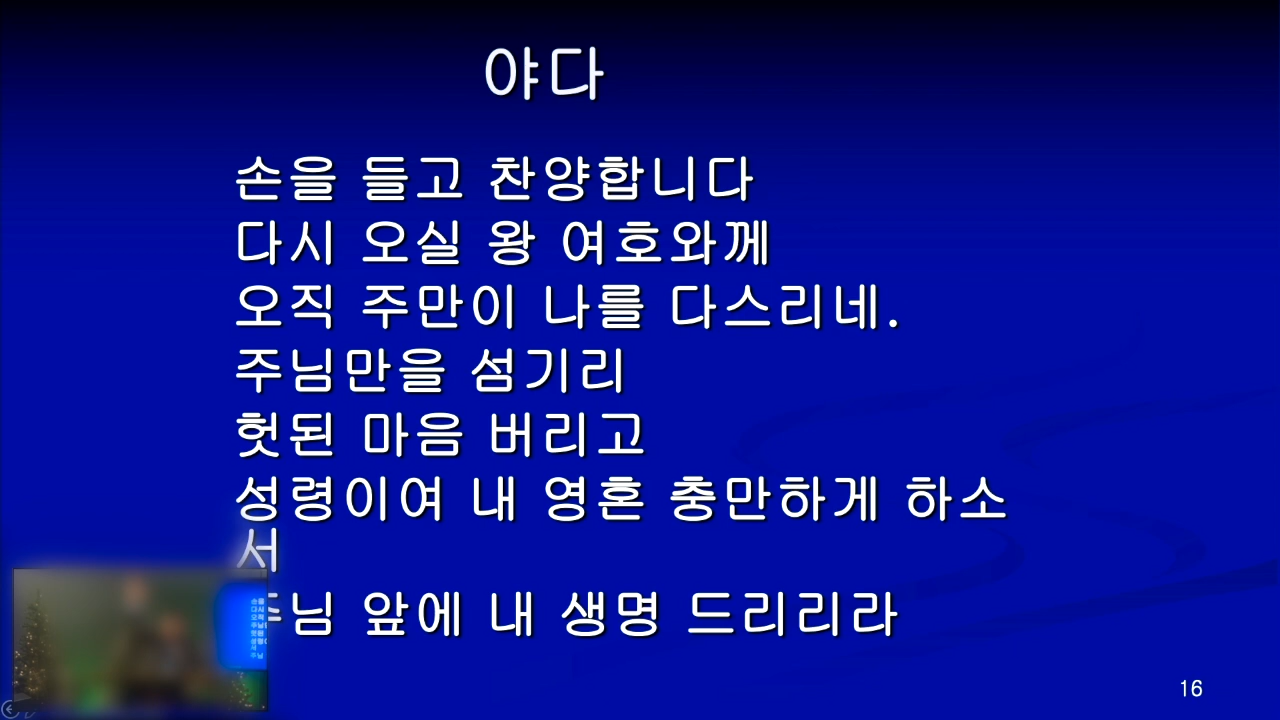 야다
손을 들고 찬양합니다
다시 오실 왕 여호와께
오직 주만이 나를 다스리네.
주님만을 섬기리
헛된 마음 버리고
성령이여 내 영혼 충만하게 하소
서
주님 앞에 내 생명 드리리라
16